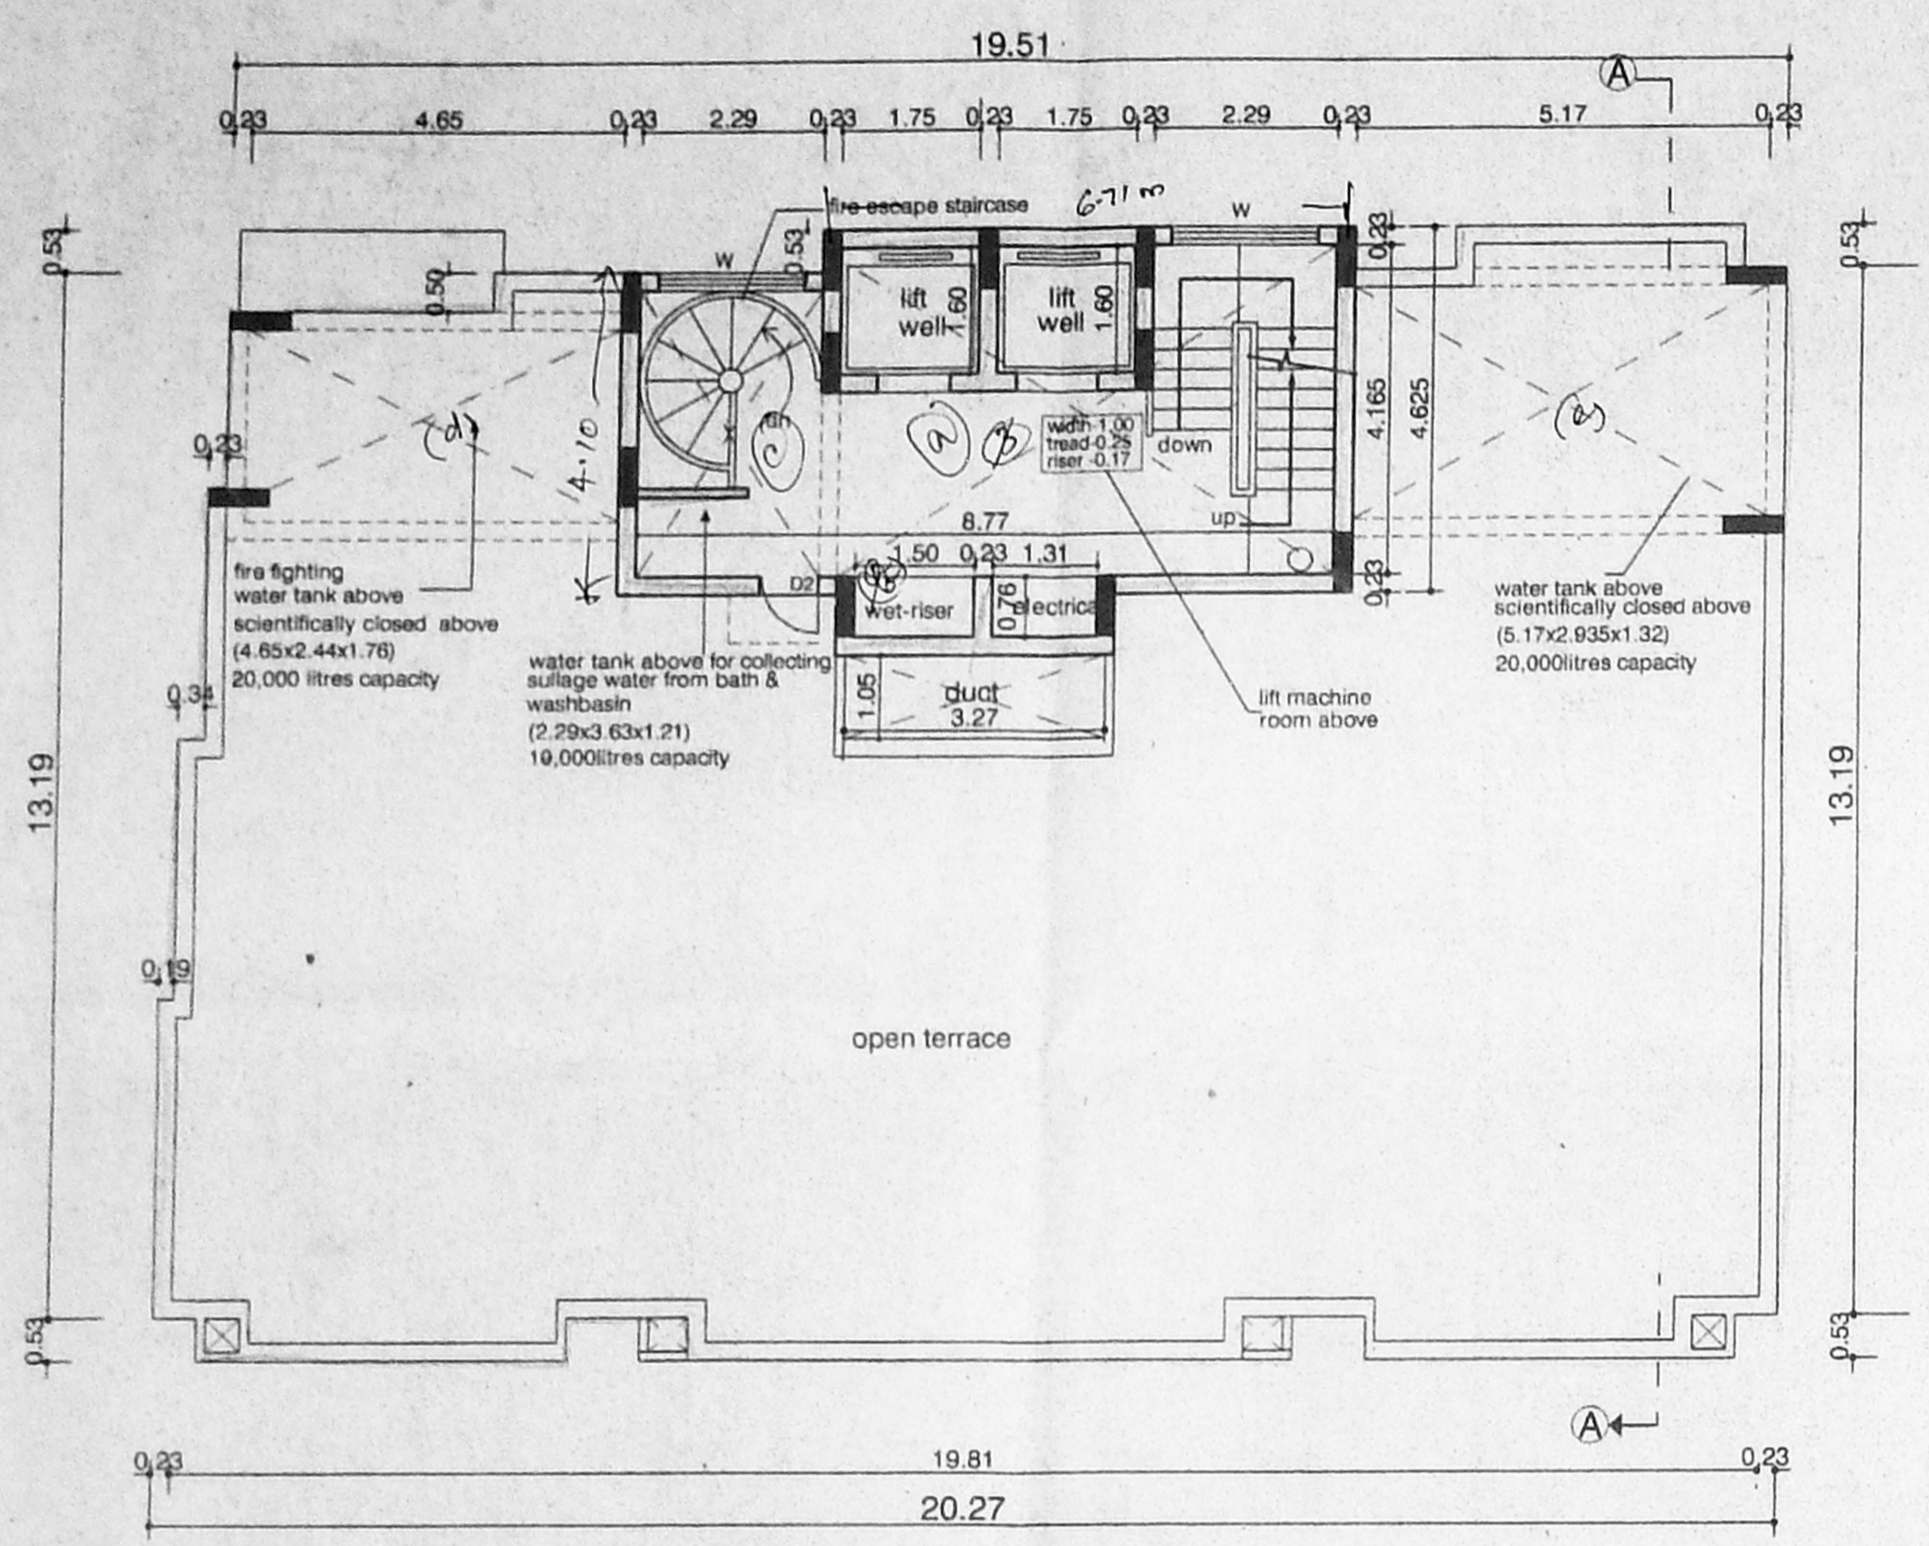 19.51
A
0.23 4.65 0.23 2.29 0.23 1.75 0.23 1.75 0.23 2.29 0.23 5.17 0.23
fire escape staircase
6.71 m
W
W
0.53
0.53
0.23
0.53
0.50
lift
well
1.60
lift
well
1.60
4.165
4.625
(d)
(a)
0.23
4.10
c
a
B
width-1.00
tread-0.25
riser -0.17
down
up
8.77
1.50 0.23 1.31
D2
wet-riser
0.76
electrical
0.23
fire fighting
water tank above
scientifically closed above
(4.65x2.44x1.76)
20,000 litres capacity
water tank above for collecting
sullage water from bath &
washbasin
(2.29x3.63x1.21)
10,000litres capacity
1.05
duct
3.27
lift machine
room above
water tank above
scientifically closed above
(5.17x2.935x1.32)
20,000litres capacity
0.34
13.19
13.19
0.19
open terrace
0.53
0.53
A
0.23 19.81 0.23
20.27